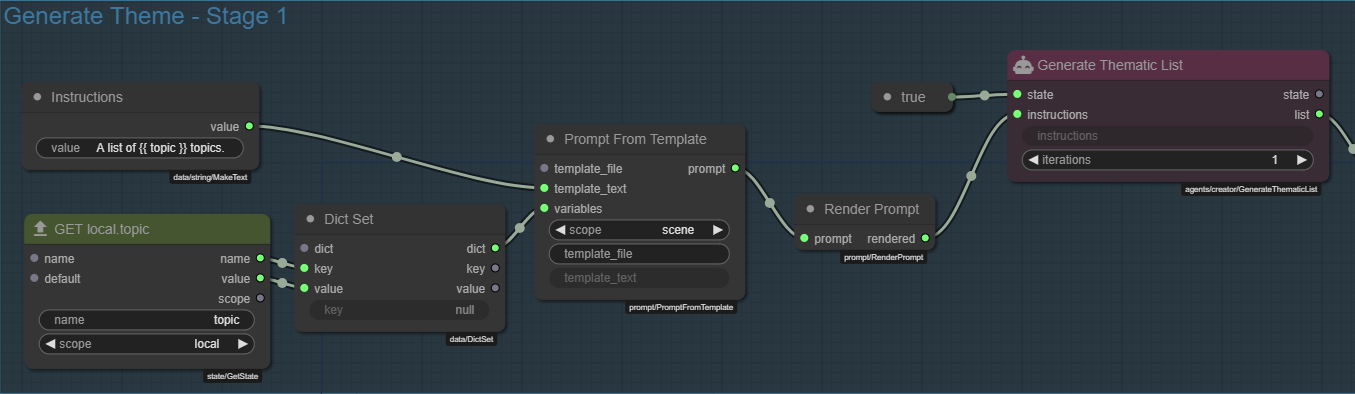 Generate Theme - Stage 1
Instructions
value
value A list of {{ topic }} topics.
data/string/MakeText
GET local.topic
name name
default value
scope
name topic
scope local
state/GetState
Dict Set
dict dict
key key
value value
key null
data/DictSet
Prompt From Template
template_file prompt
template_text
variables
scope scene
template_file
template_text
prompt/PromptFromTemplate
Render Prompt
prompt rendered
prompt/RenderPrompt
true
Generate Thematic List
state state
instructions list
instructions
iterations 1
agents/creator/GenerateThematicList